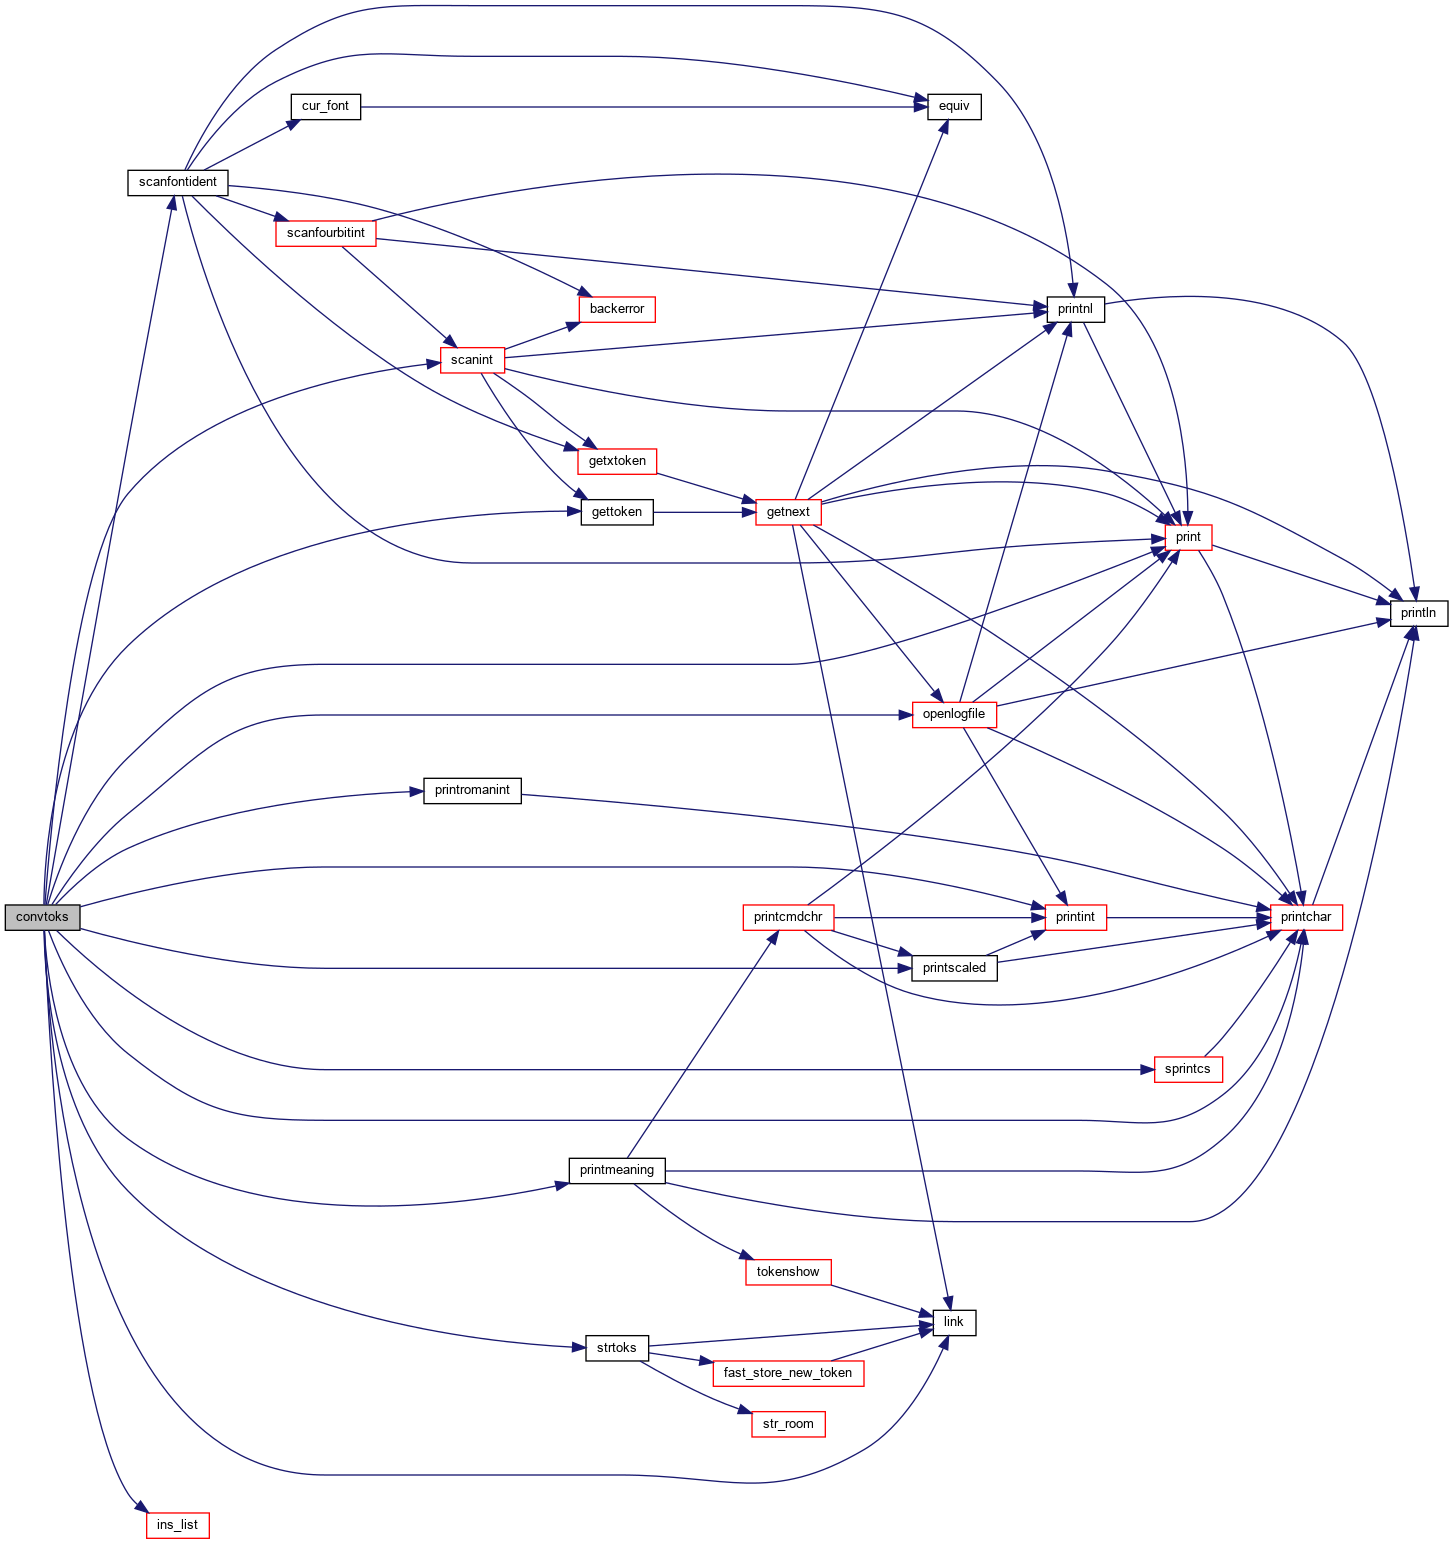 cur_font
equiv
scanfontident
scanfourbitint
backerror
printnl
scanint
getxtoken
gettoken
getnext
print
println
openlogfile
printromanint
convtoks
printcmdchr
printint
printchar
printscaled
sprintcs
printmeaning
tokenshow
link
strtoks
fast_store_new_token
str_room
ins_list